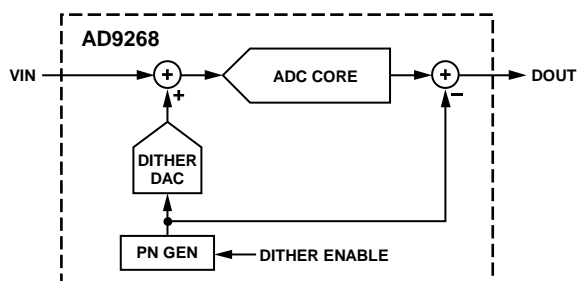 AD9268
VIN
+
ADC CORE
+
DOUT
+
−
DITHER
DAC
PN GEN
DITHER ENABLE